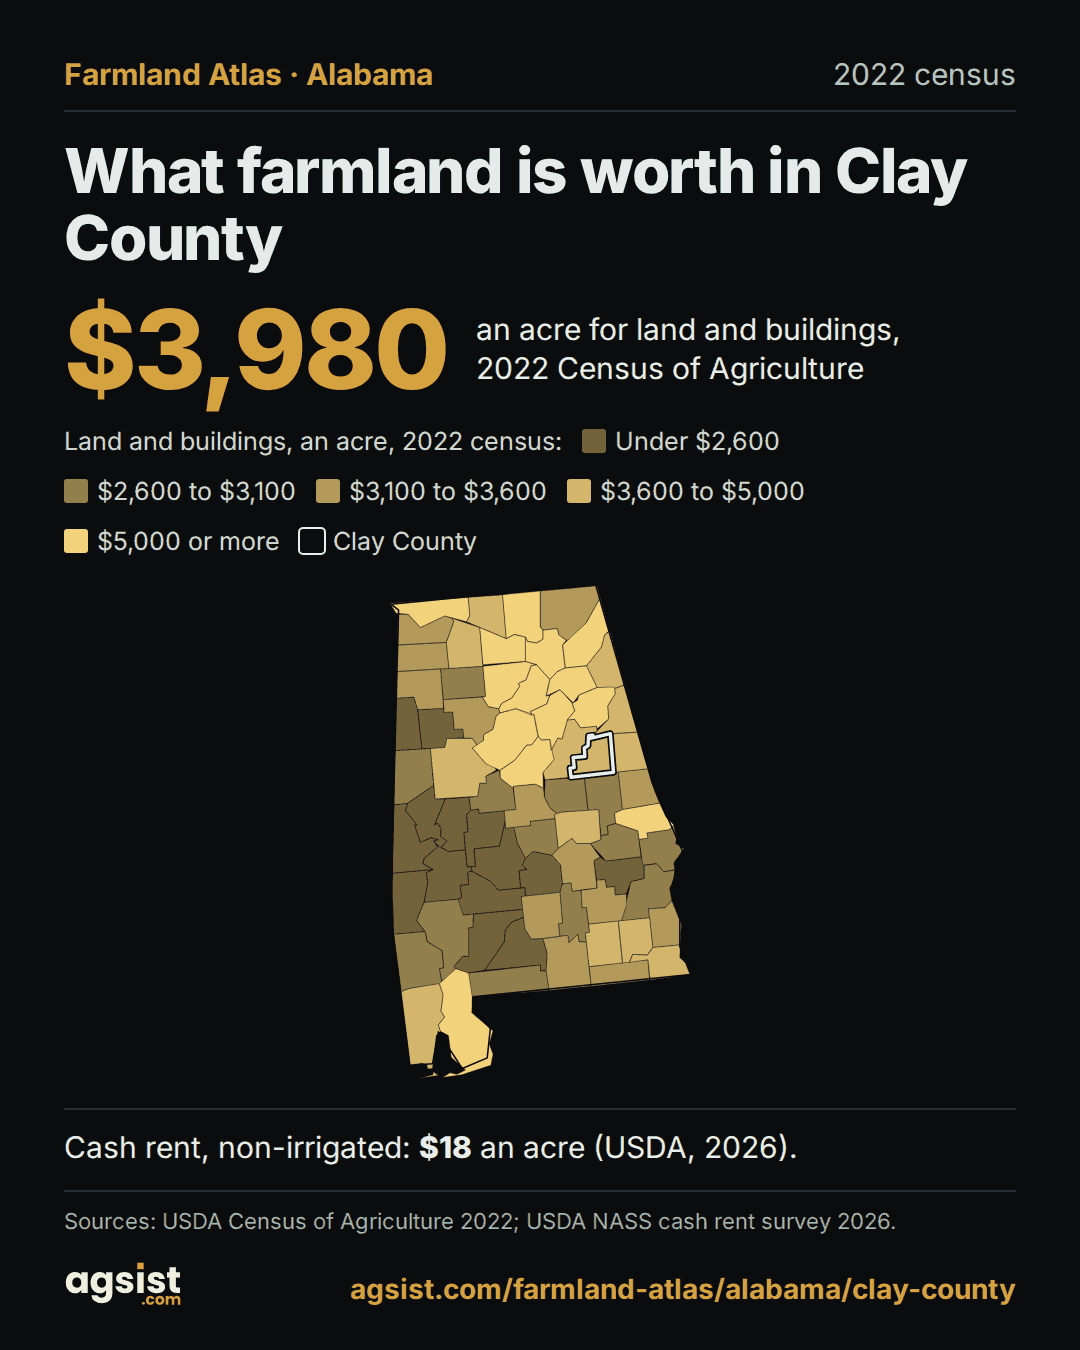 Farmland Atlas · Alabama
2022 census
What farmland is worth in Clay
County
$3,980
an acre for land and buildings,
2022 Census of Agriculture
Land and buildings, an acre, 2022 census: Under $2,600
$2,600 to $3,100 $3,100 to $3,600 $3,600 to $5,000
$5,000 or more Clay County
Cash rent, non-irrigated: $18 an acre (USDA, 2026).
Sources: USDA Census of Agriculture 2022; USDA NASS cash rent survey 2026.
agsist
.com
agsist.com/farmland-atlas/alabama/clay-county